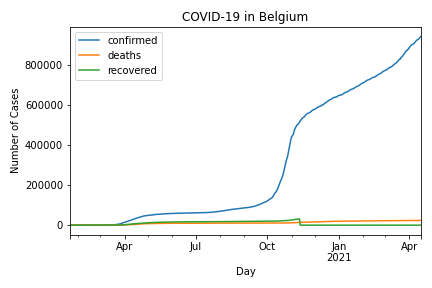 COVID-19 in Belgium
confirmed
deaths
recovered
Number of Cases
800000
600000
400000
200000
0
Apr
Jul
Oct
Jan
2021
Apr
Day